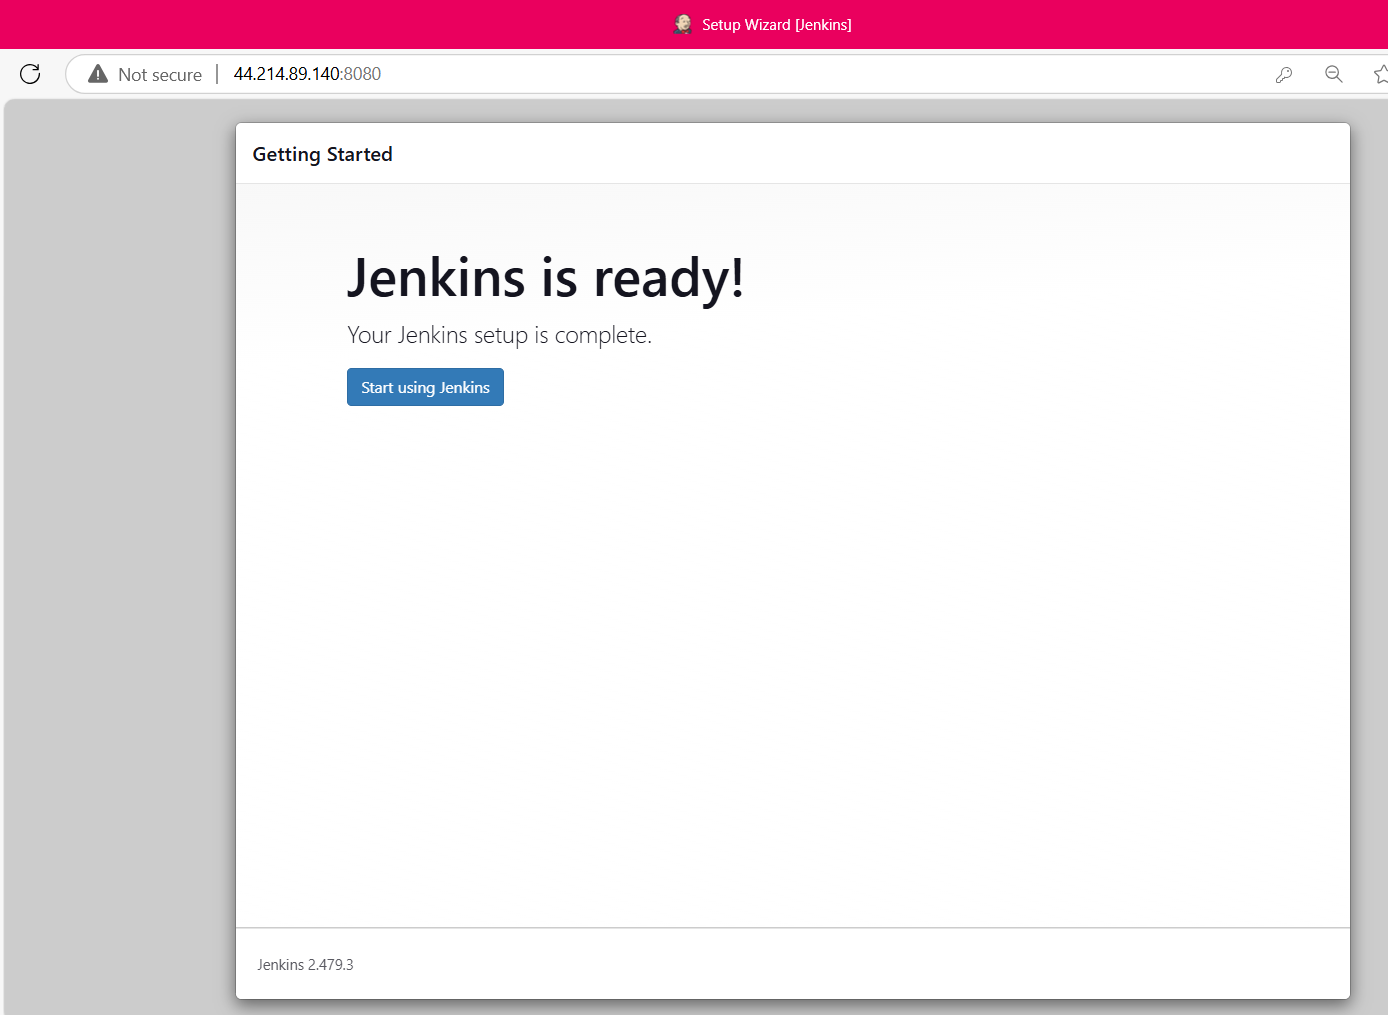 Setup Wizard [Jenkins]
Not secure | 44.214.89.140:8080
Getting Started
Jenkins is ready!
Your Jenkins setup is complete.
Start using Jenkins
Jenkins 2.479.3